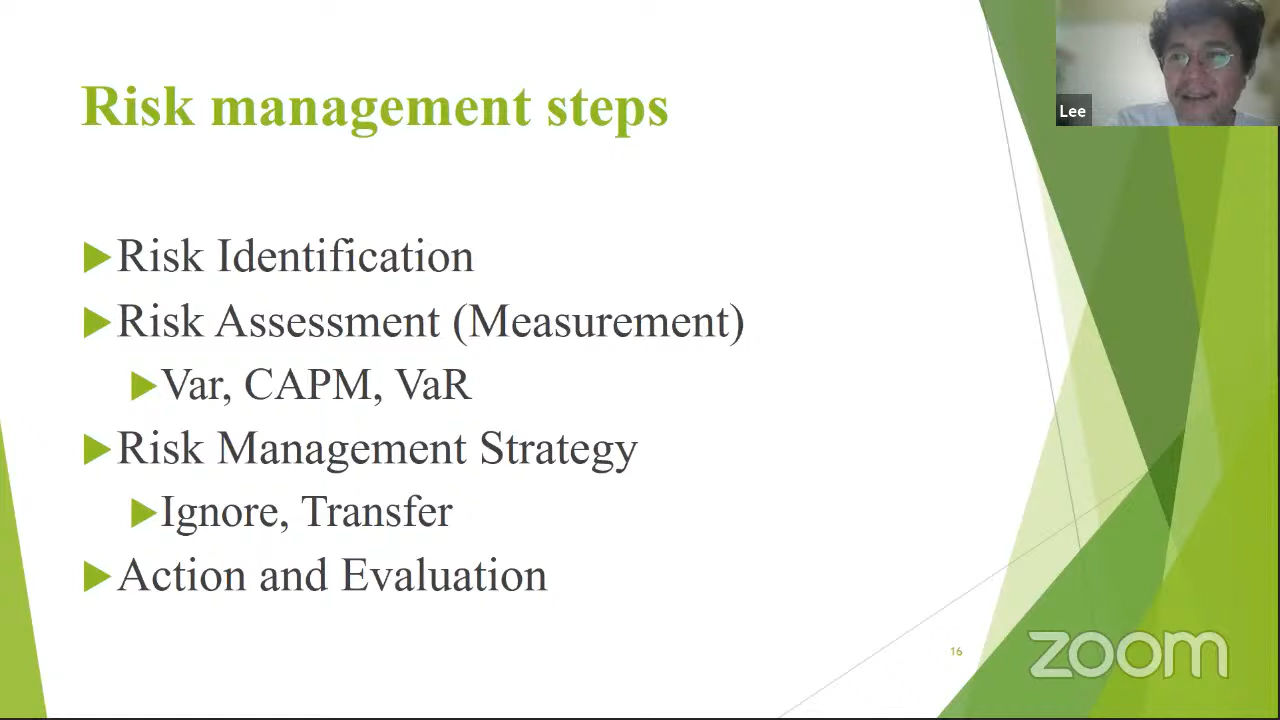 Risk management steps
Lee
Risk Identification
Risk Assessment (Measurement)
Var, CAPM, VaR
Risk Management Strategy
Ignore, Transfer
Action and Evaluation
16
zoom